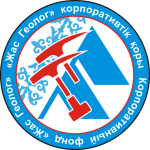 «Жас Геолог» корпоративтік қоры
Корпоративный фонд «Жас Геолог»